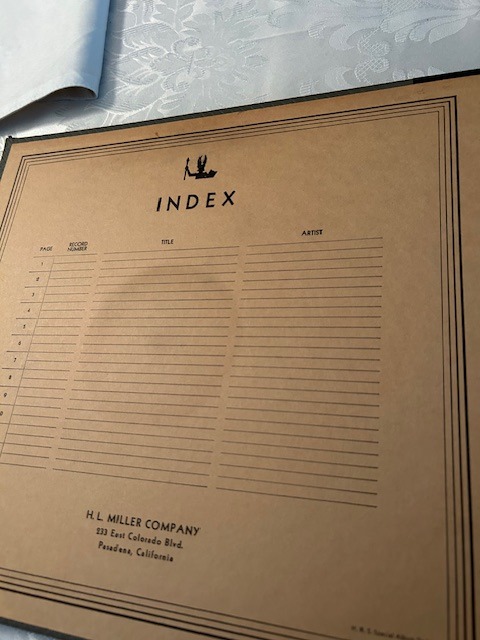 INDEX
PAGE RECORD NUMBER TITLE ARTIST
1
2
3
4
5
6
7
8
9
0
H. L. MILLER COMPANY
233 East Colorado Blvd.
Pasadena, California